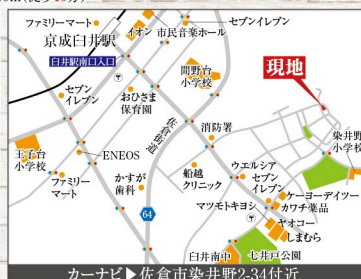 ファミリーマート
イオン
市民音楽ホール
セブンイレブン
京成臼井駅
臼井駅南口入口
間野台
小学校
現地
セブン
イレブン
おひさま
保育園
佐倉街道
消防署
染井野
小学校
王子台
小学校
ENEOS
ファミリー
マート
かすが
歯科
船越
クリニック
ウエルシア
セブン
イレブン
ケーヨーデイツー
カワチ薬品
マツモトキヨシ
ヤオコー
しまむら
64
臼井南中
七井戸公園
カーナビ▶佐倉市染井野2-34付近